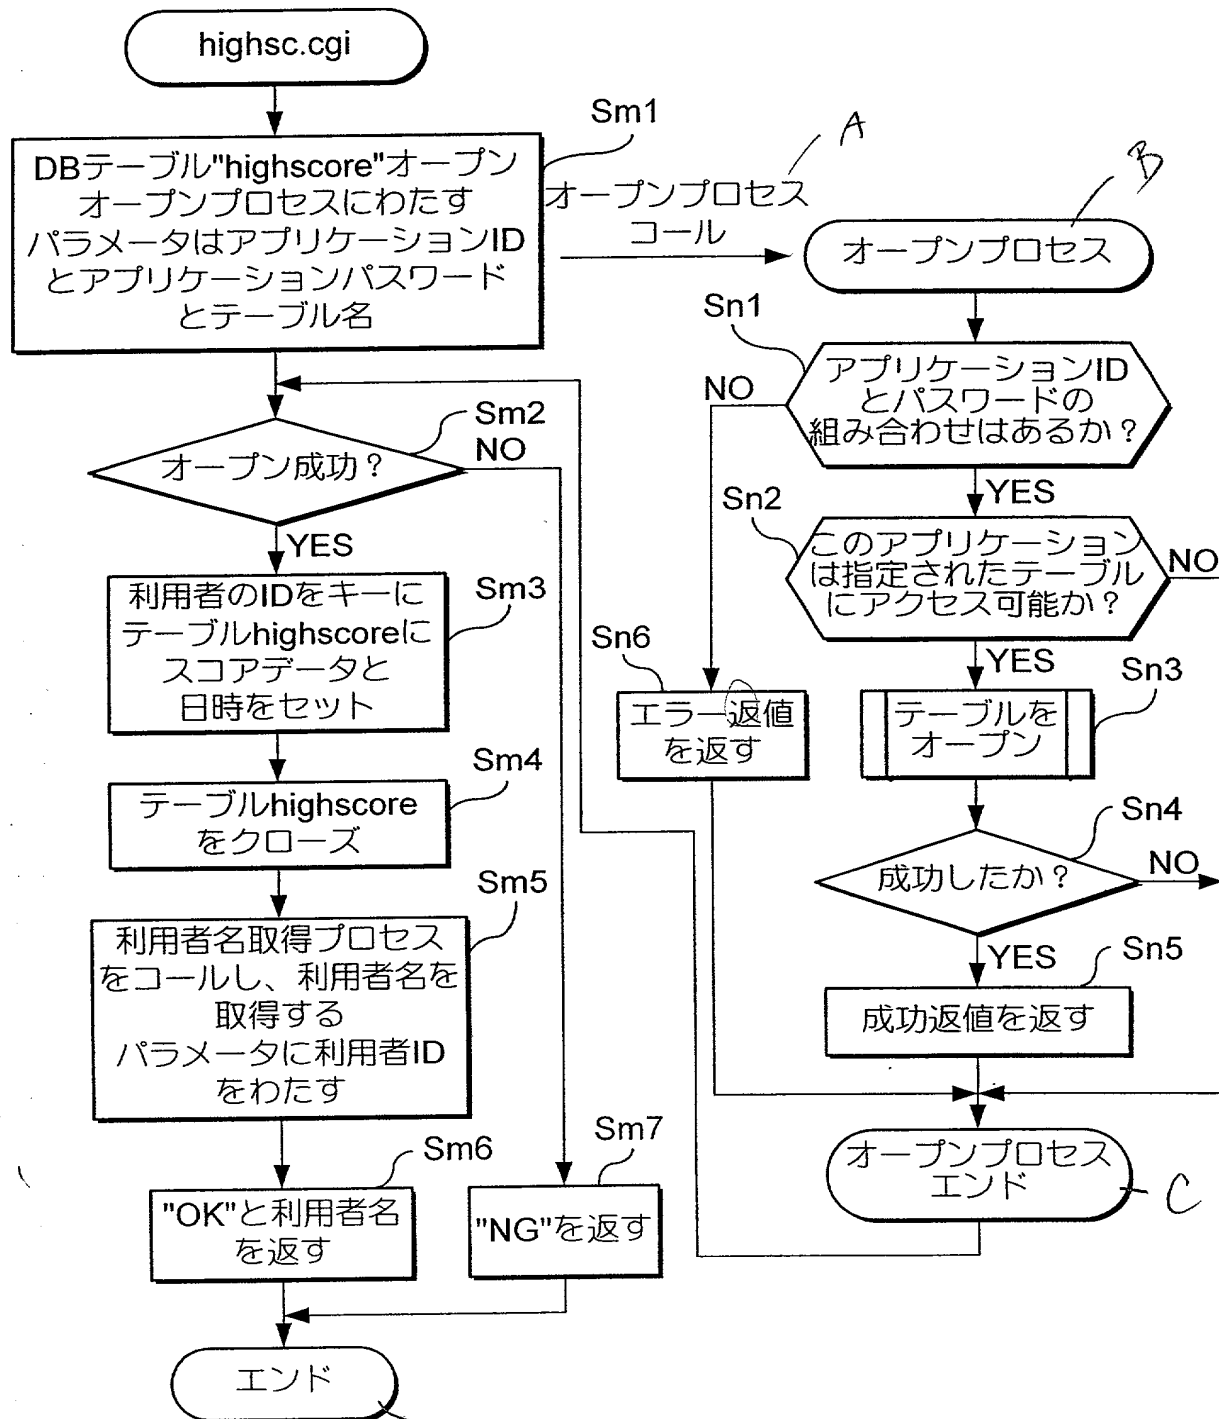 highsc.cgi
Sm1
DBテーブル"highscore"オープン
オープンプロセスにわたす
パラメータはアプリケーションID
とアプリケーションパスワード
とテーブル名
オープンプロセス
コール
A
B
オープンプロセス
Sn1
アプリケーションID
とパスワードの
組み合わせはあるか？
NO
YES
Sm2
オープン成功？
NO
YES
Sn2
このアプリケーション
は指定されたテーブル
にアクセス可能か？
NO
YES
Sm3
利用者のIDをキーに
テーブルhighscoreに
スコアデータと
日時をセット
Sn6
エラー返値
を返す
Sn3
テーブルを
オープン
Sm4
テーブルhighscore
をクローズ
Sn4
成功したか？
NO
YES
Sm5
利用者名取得プロセス
をコールし、利用者名を
取得する
パラメータに利用者ID
をわたす
Sn5
成功返値を返す
Sm6
"OK"と利用者名
を返す
Sm7
"NG"を返す
オープンプロセス
エンド
C
エンド